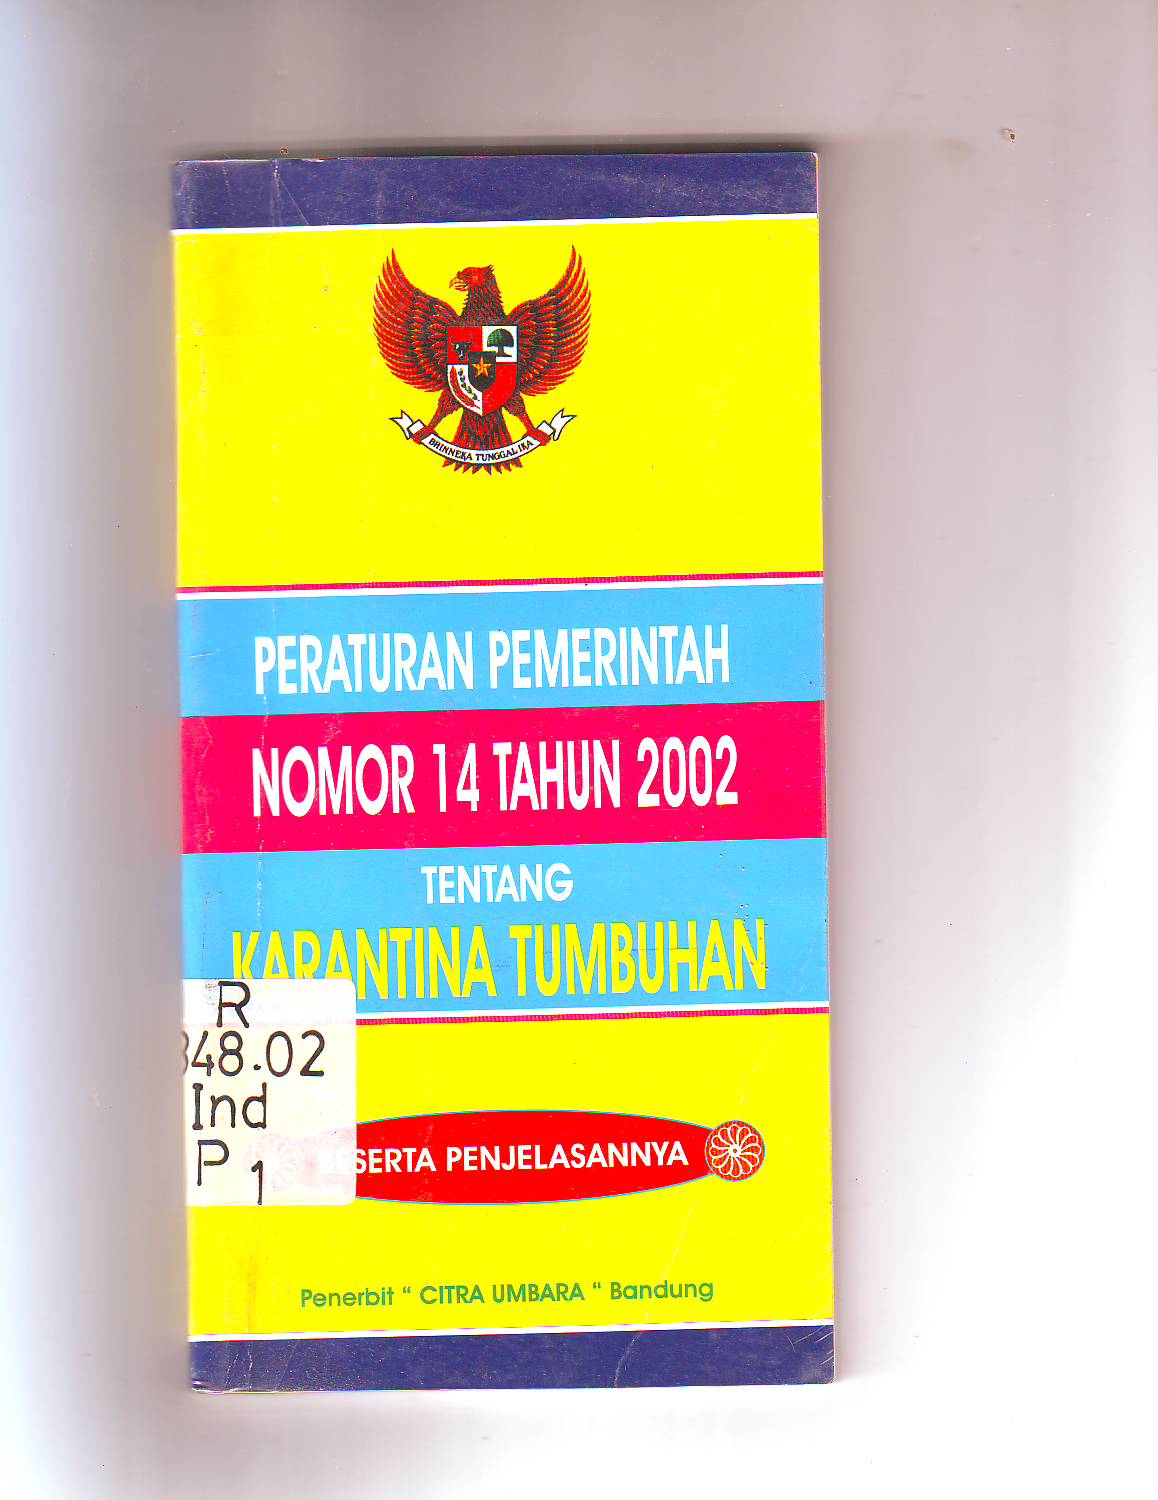 BHINNEKA TUNGGAL IKA
PERATURAN PEMERINTAH
NOMOR 14 TAHUN 2002
TENTANG
KARANTINA TUMBUHAN
R
348.02
Ind
P 1
BESERTA PENJELASANNYA
Penerbit “ CITRA UMBARA “ Bandung